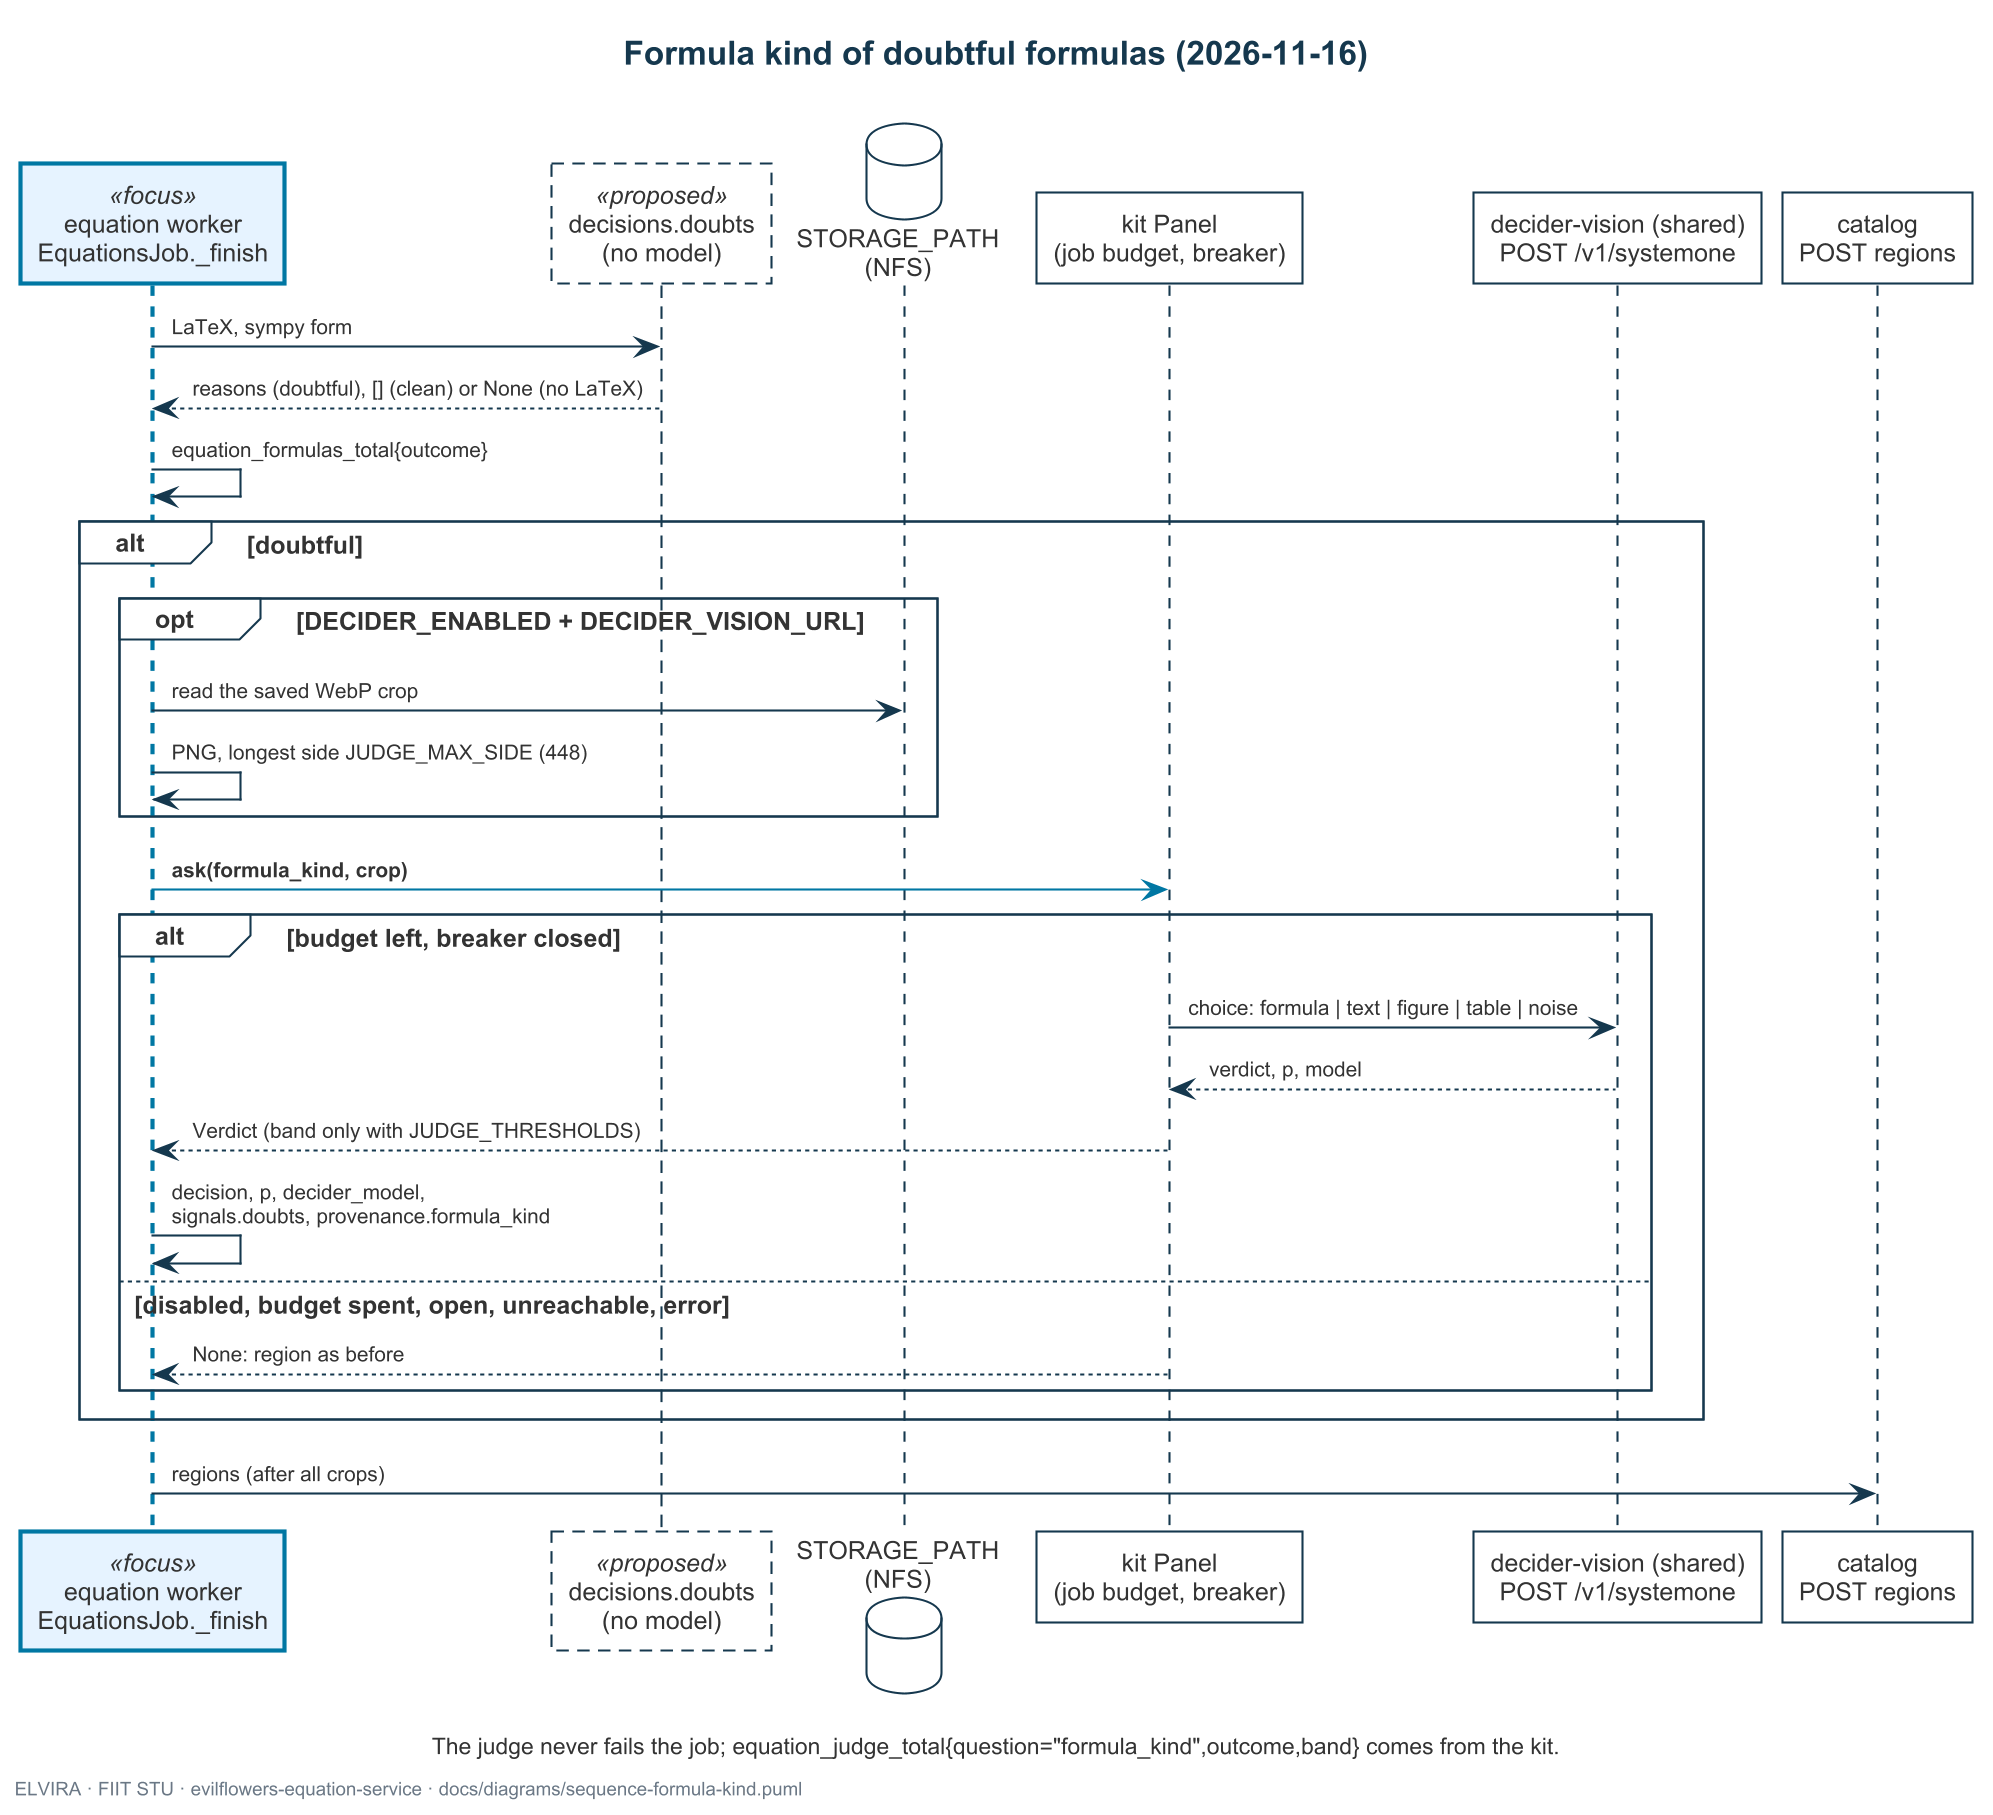 Formula kind of doubtful formulas (2026-11-16)
«focus»
equation worker
EquationsJob._finish
«proposed»
decisions.doubts
(no model)
STORAGE_PATH
(NFS)
kit Panel
(job budget, breaker)
decider-vision (shared)
POST /v1/systemone
catalog
POST regions
LaTeX, sympy form
reasons (doubtful), [] (clean) or None (no LaTeX)
equation_formulas_total{outcome}
alt [doubtful]
opt [DECIDER_ENABLED + DECIDER_VISION_URL]
read the saved WebP crop
PNG, longest side JUDGE_MAX_SIDE (448)
ask(formula_kind, crop)
alt [budget left, breaker closed]
choice: formula | text | figure | table | noise
verdict, p, model
Verdict (band only with JUDGE_THRESHOLDS)
decision, p, decider_model,
signals.doubts, provenance.formula_kind
[disabled, budget spent, open, unreachable, error]
None: region as before
regions (after all crops)
«focus»
equation worker
EquationsJob._finish
«proposed»
decisions.doubts
(no model)
STORAGE_PATH
(NFS)
kit Panel
(job budget, breaker)
decider-vision (shared)
POST /v1/systemone
catalog
POST regions
The judge never fails the job; equation_judge_total{question="formula_kind",outcome,band} comes from the kit.
ELVIRA · FIIT STU · evilflowers-equation-service · docs/diagrams/sequence-formula-kind.puml